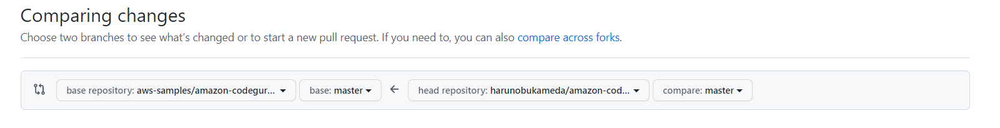 Comparing changes
Choose two branches to see what’s changed or to start a new pull request. If you need to, you can also compare across forks.
base repository: aws-samples/amazon-codegur... base: master head repository: harunobukameda/amazon-cod... compare: master